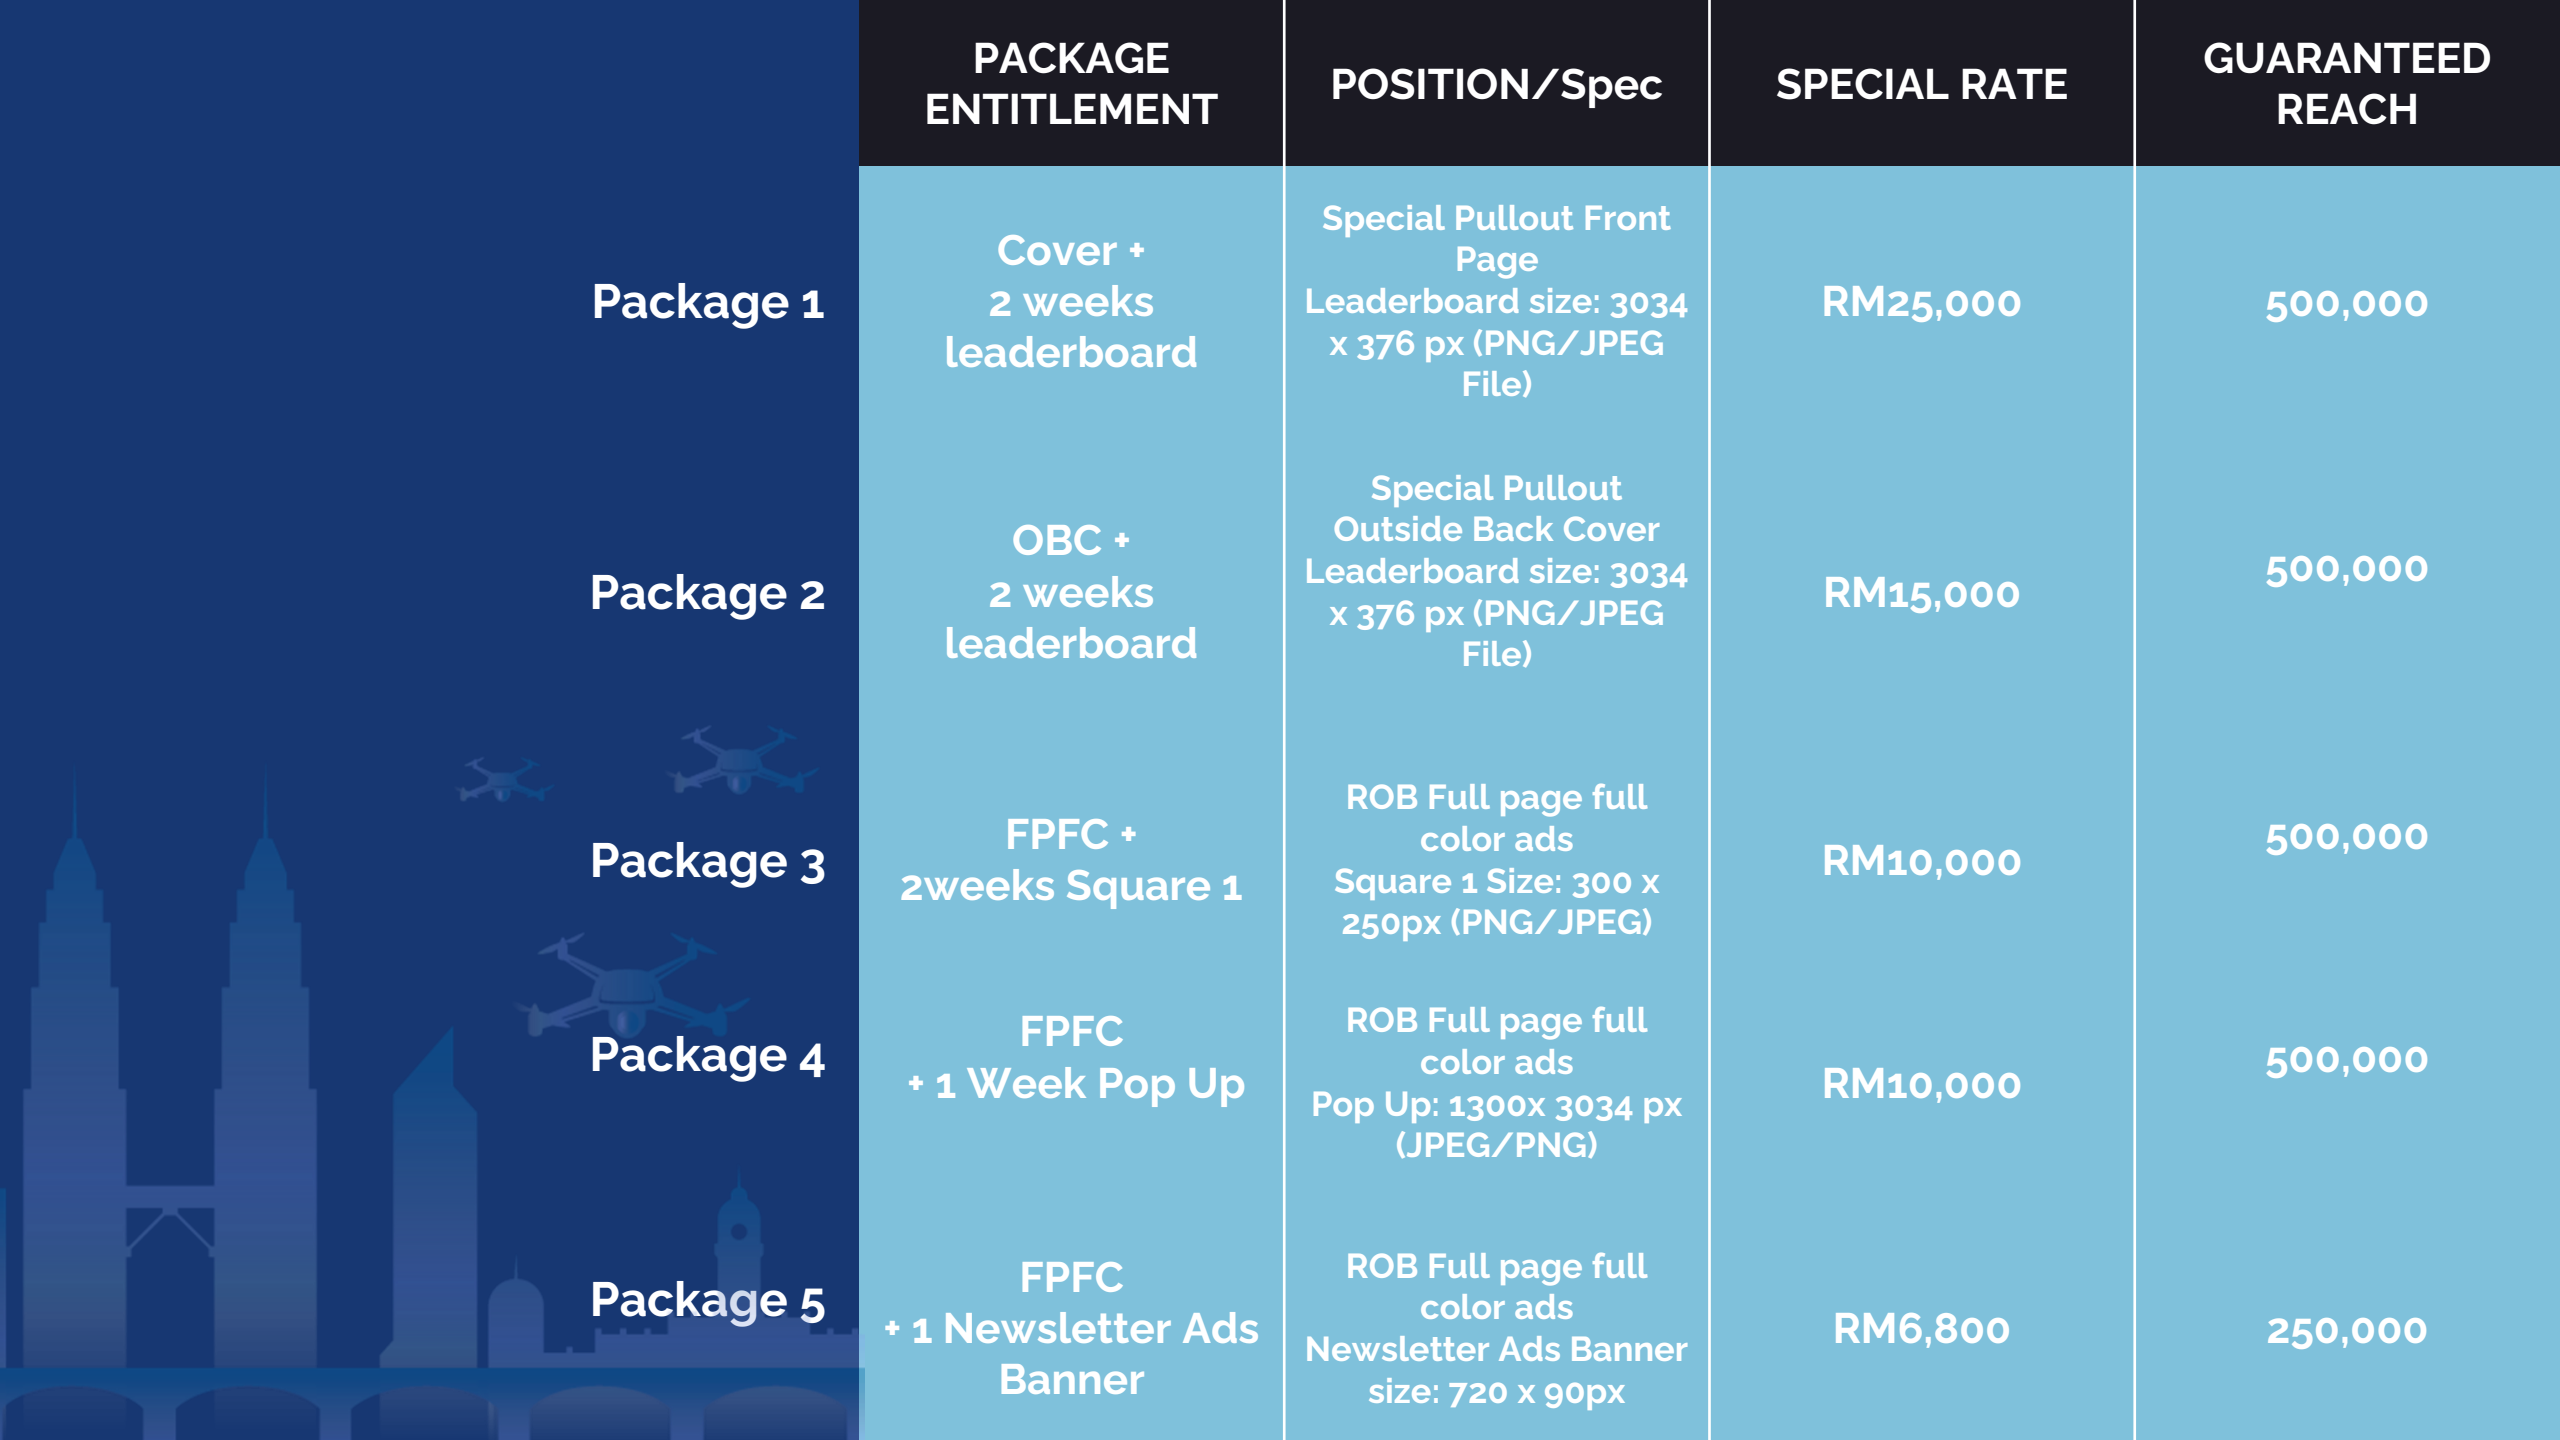 PACKAGE
ENTITLEMENT
POSITION/Spec
SPECIAL RATE
GUARANTEED
REACH
Package 1
Cover +
2 weeks
leaderboard
Special Pullout Front
Page
Leaderboard size: 3034
x 376 px (PNG/JPEG
File)
RM25,000
500,000
Package 2
OBC +
2 weeks
leaderboard
Special Pullout
Outside Back Cover
Leaderboard size: 3034
x 376 px (PNG/JPEG
File)
RM15,000
500,000
Package 3
FPFC +
2weeks Square 1
ROB Full page full
color ads
Square 1 Size: 300 x
250px (PNG/JPEG)
RM10,000
500,000
Package 4
FPFC
+ 1 Week Pop Up
ROB Full page full
color ads
Pop Up: 1300x 3034 px
(JPEG/PNG)
RM10,000
500,000
Package 5
FPFC
+ 1 Newsletter Ads
Banner
ROB Full page full
color ads
Newsletter Ads Banner
size: 720 x 90px
RM6,800
250,000